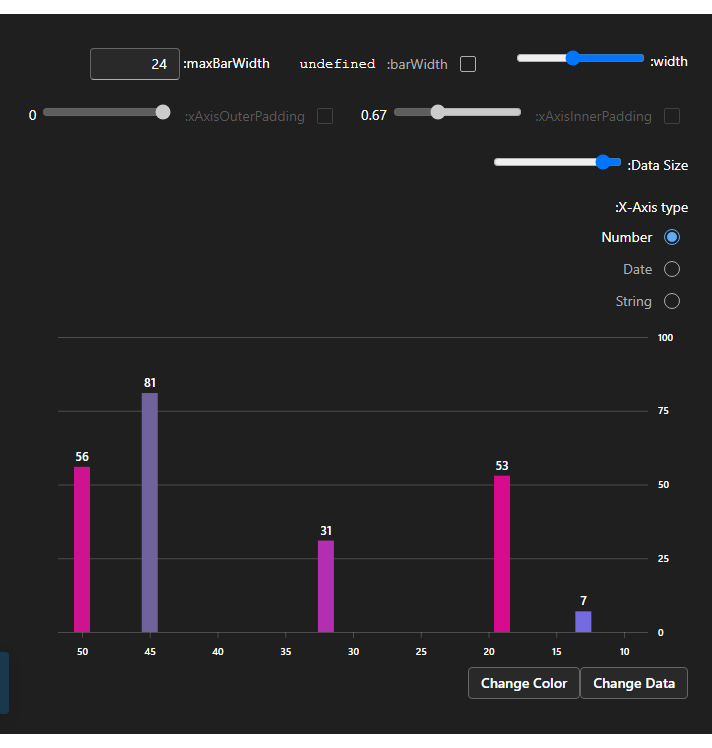 width:
barWidth: undefined
maxBarWidth: 24
xAxisInnerPadding: 0.67
xAxisOuterPadding: 0
Data Size:
X-Axis type:
Number
Date
String
100
75
50
25
0
56
81
31
53
7
50 45 40 35 30 25 20 15 10
Change Color Change Data